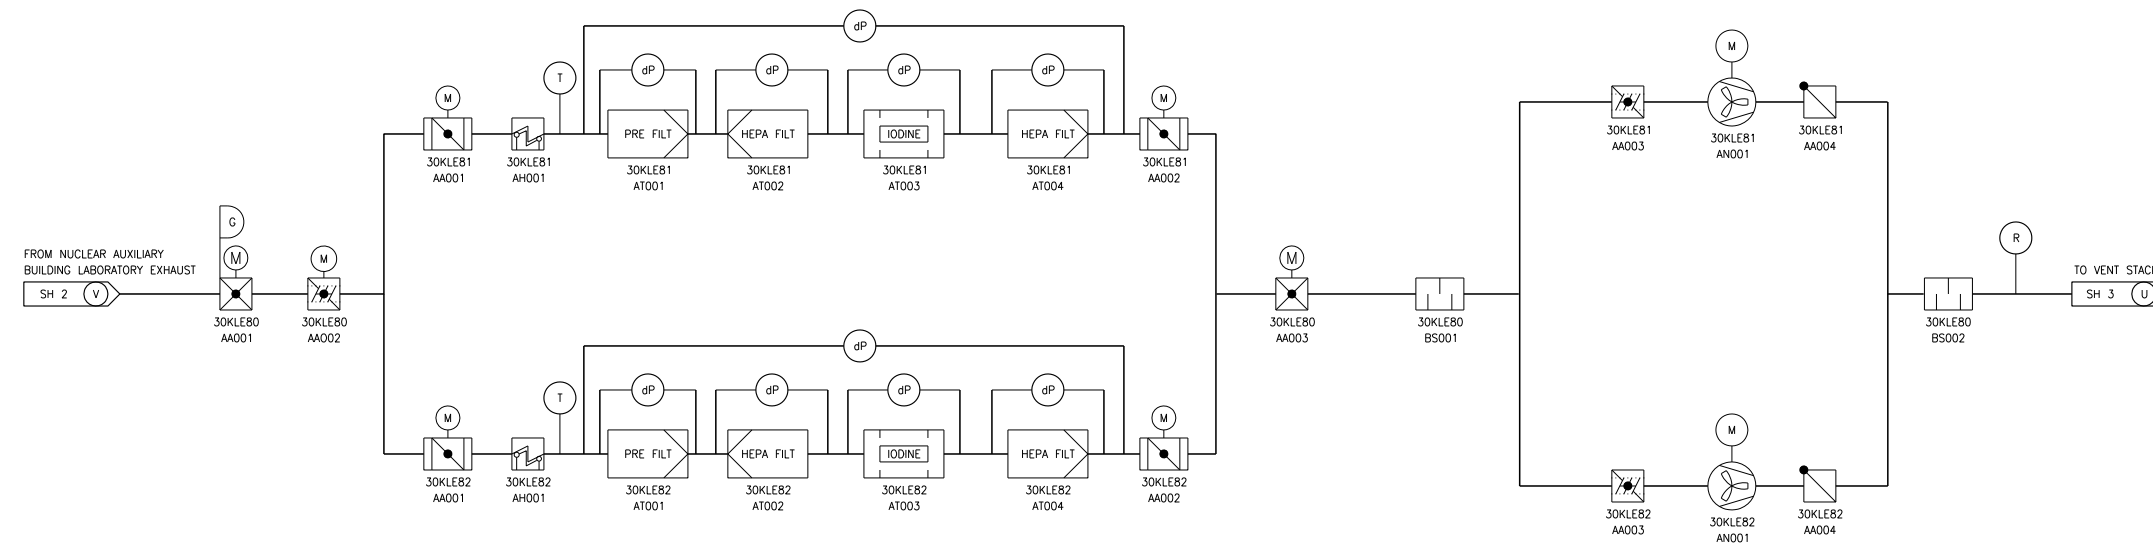 dP
dP
dP
dP
dP
T
M
M
PRE FILT
HEPA FILT
IODINE
HEPA FILT
30KLE81
AA001
30KLE81
AH001
30KLE81
AT001
30KLE81
AT002
30KLE81
AT003
30KLE81
AT004
30KLE81
AA002
M
30KLE81
AA003
30KLE81
AN001
30KLE81
AA004
FROM NUCLEAR AUXILIARY
BUILDING LABORATORY EXHAUST
SH 2 V
G
M
30KLE80
AA001
M
30KLE80
AA002
M
30KLE80
AA003
30KLE80
BS001
30KLE80
BS002
R
TO VENT STAC
SH 3 U
dP
dP
dP
dP
dP
T
M
M
PRE FILT
HEPA FILT
IODINE
HEPA FILT
30KLE82
AA001
30KLE82
AH001
30KLE82
AT001
30KLE82
AT002
30KLE82
AT003
30KLE82
AT004
30KLE82
AA002
M
30KLE82
AA003
30KLE82
AN001
30KLE82
AA004